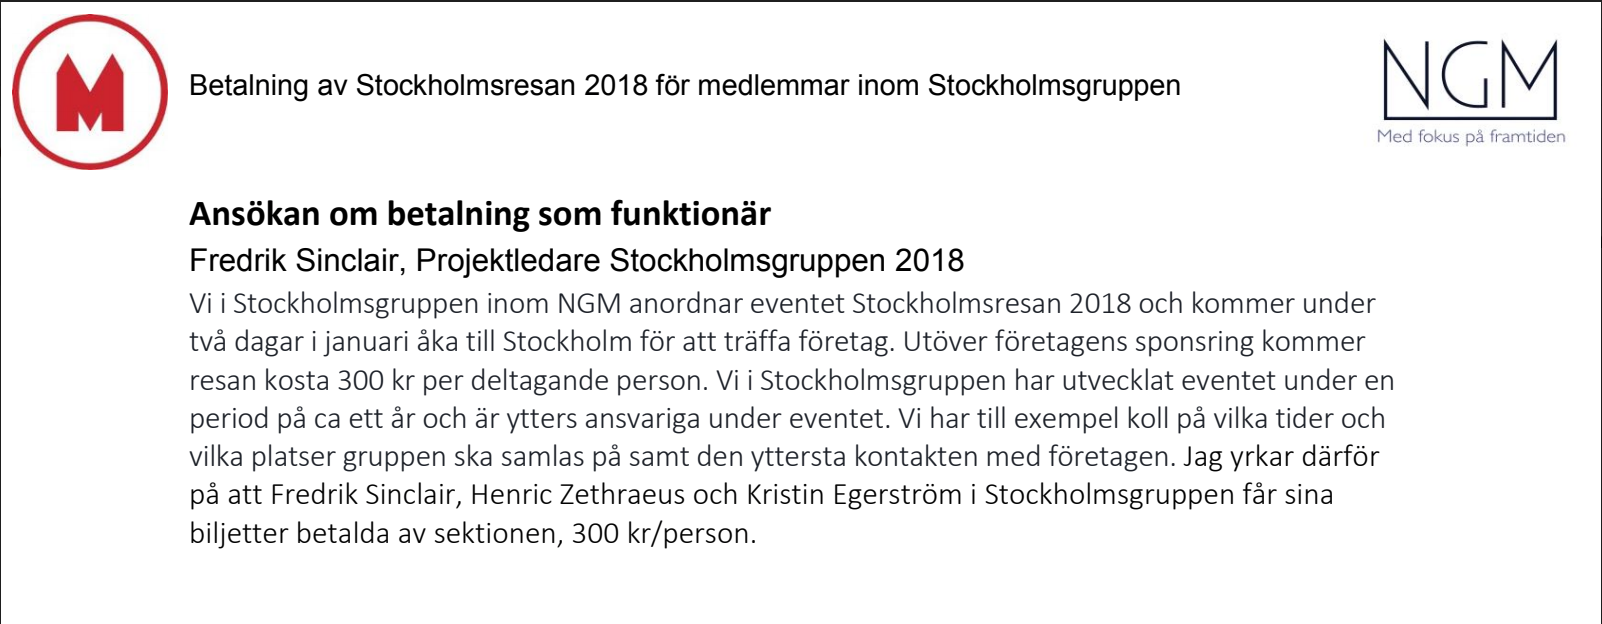 M
Betalning av Stockholmsresan 2018 för medlemmar inom Stockholmsgruppen
NGM
Med fokus på framtiden
Ansökan om betalning som funktionär
Fredrik Sinclair, Projektledare Stockholmsgruppen 2018
Vi i Stockholmsgruppen inom NGM anordnar eventet Stockholmsresan 2018 och kommer under
två dagar i januari åka till Stockholm för att träffa företag. Utöver företagens sponsring kommer
resan kosta 300 kr per deltagande person. Vi i Stockholmsgruppen har utvecklat eventet under en
period på ca ett år och är ytters ansvariga under eventet. Vi har till exempel koll på vilka tider och
vilka platser gruppen ska samlas på samt den yttersta kontakten med företagen. Jag yrkar därför
på att Fredrik Sinclair, Henric Zethraeus och Kristin Egerström i Stockholmsgruppen får sina
biljetter betalda av sektionen, 300 kr/person.